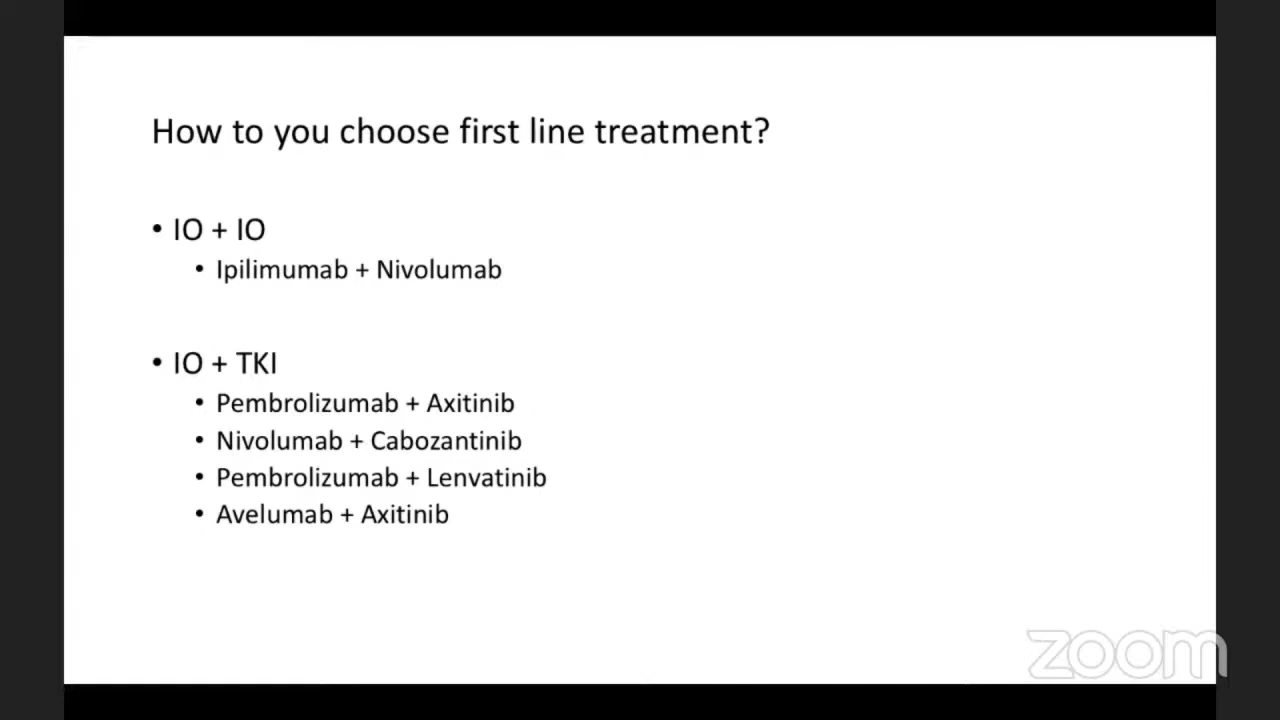 How to you choose first line treatment?
• IO + IO
• Ipilimumab + Nivolumab
• IO + TKI
• Pembrolizumab + Axitinib
• Nivolumab + Cabozantinib
• Pembrolizumab + Lenvatinib
• Avelumab + Axitinib
zoom